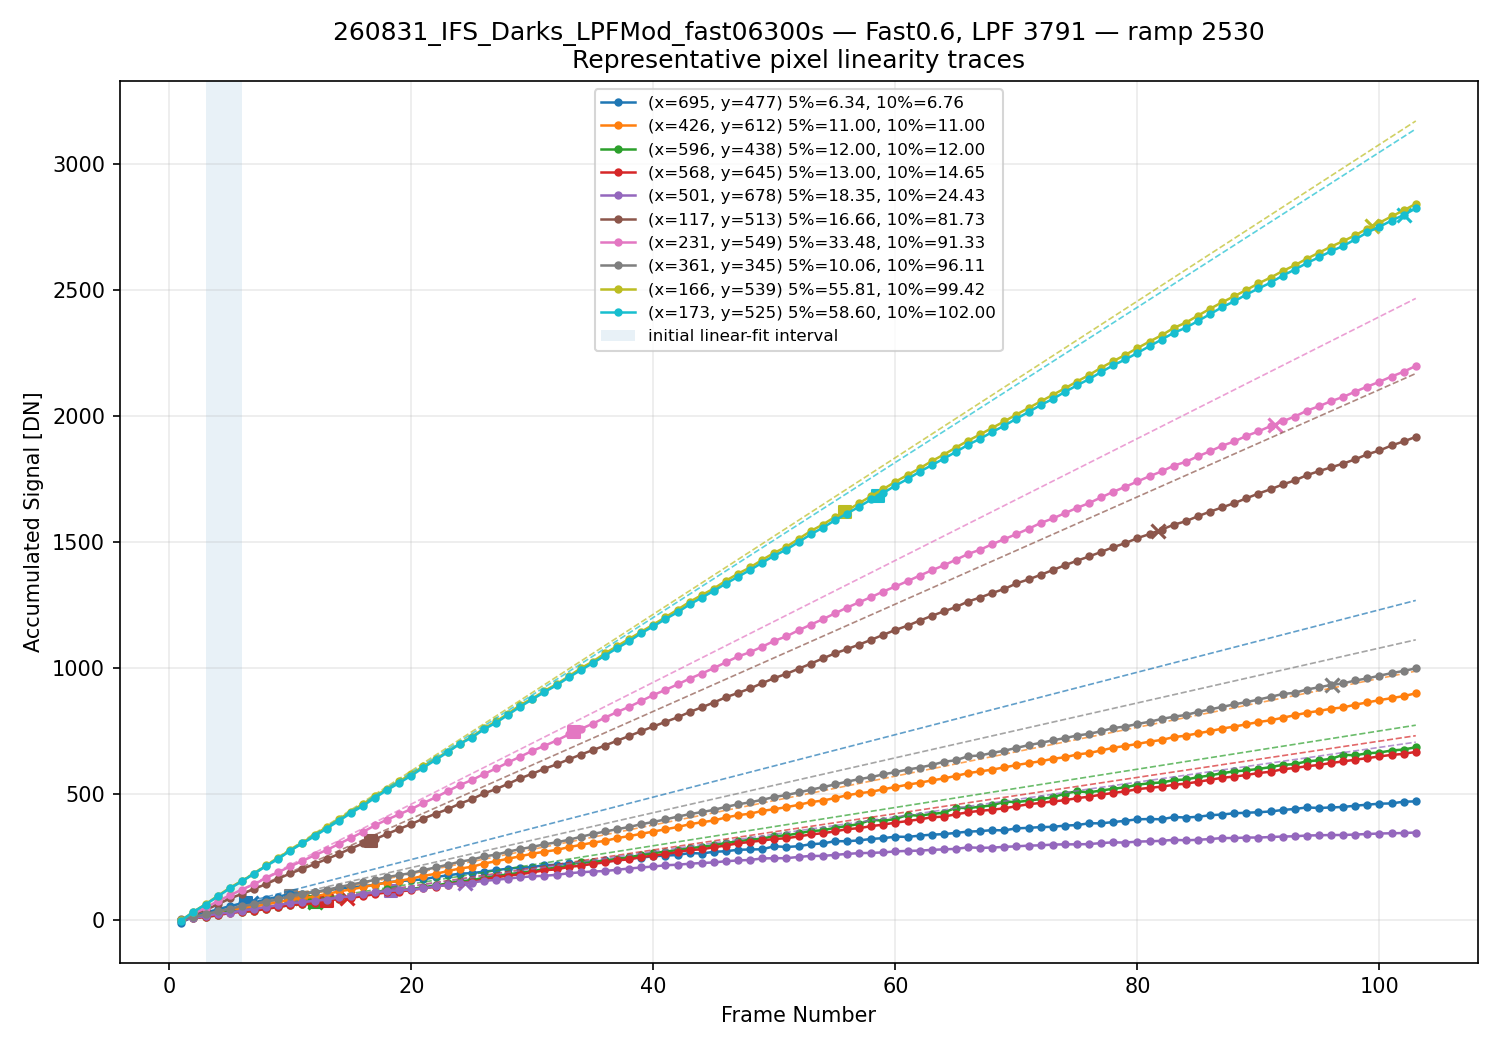 260831_IFS_Darks_LPFMod_fast06300s — Fast0.6, LPF 3791 — ramp 2530
Representative pixel linearity traces
(x=695, y=477) 5%=6.34, 10%=6.76
(x=426, y=612) 5%=11.00, 10%=11.00
(x=596, y=438) 5%=12.00, 10%=12.00
(x=568, y=645) 5%=13.00, 10%=14.65
(x=501, y=678) 5%=18.35, 10%=24.43
(x=117, y=513) 5%=16.66, 10%=81.73
(x=231, y=549) 5%=33.48, 10%=91.33
(x=361, y=345) 5%=10.06, 10%=96.11
(x=166, y=539) 5%=55.81, 10%=99.42
(x=173, y=525) 5%=58.60, 10%=102.00
initial linear-fit interval
Accumulated Signal [DN]
3000
2500
2000
1500
1000
500
0
0 20 40 60 80 100
Frame Number